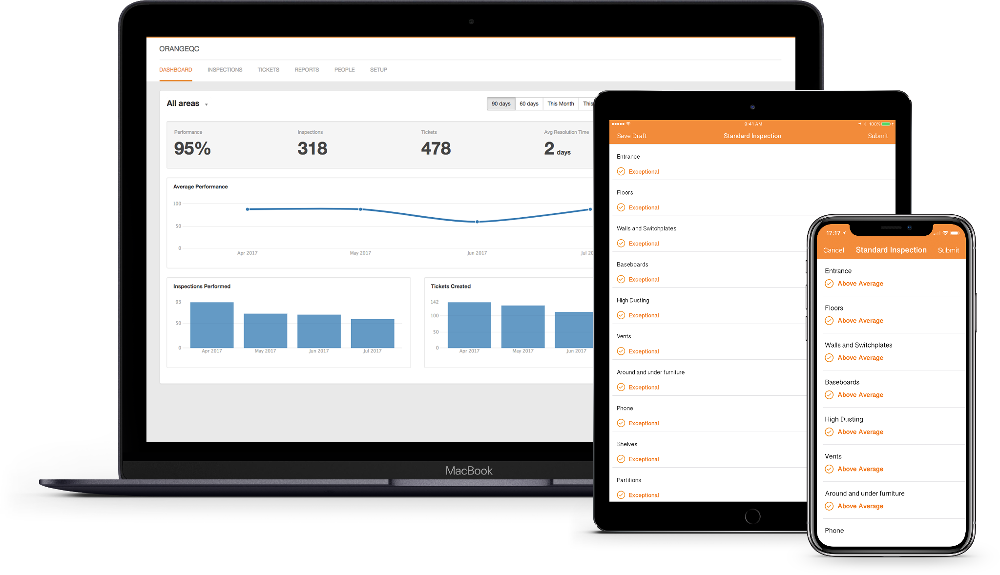 ORANGEQC
DASHBOARD INSPECTIONS TICKETS REPORTS PEOPLE SETUP
All areas
90 days 60 days This Month This
Performance Inspections Tickets Avg Resolution Time
95% 318 478 2 days
Average Performance
100
50
0
Apr 2017 May 2017 Jun 2017 Jul 20
Inspections Performed
93
50
0
Apr 2017 May 2017 Jun 2017 Jul 2017
Tickets Created
142
100
50
0
Apr 2017 May 2017 Jun 2017
MacBook
9:41 AM 100%
Save Draft Standard Inspection Submit
Entrance
Exceptional
Floors
Exceptional
Walls and Switchplates
Exceptional
Baseboards
Exceptional
High Dusting
Exceptional
Vents
Exceptional
Around and under furniture
Exceptional
Phone
Exceptional
Shelves
Exceptional
Partitions
Exceptional
17:17
Cancel Standard Inspection Submit
Entrance
Above Average
Floors
Above Average
Walls and Switchplates
Above Average
Baseboards
Above Average
High Dusting
Above Average
Vents
Above Average
Around and under furniture
Above Average
Phone